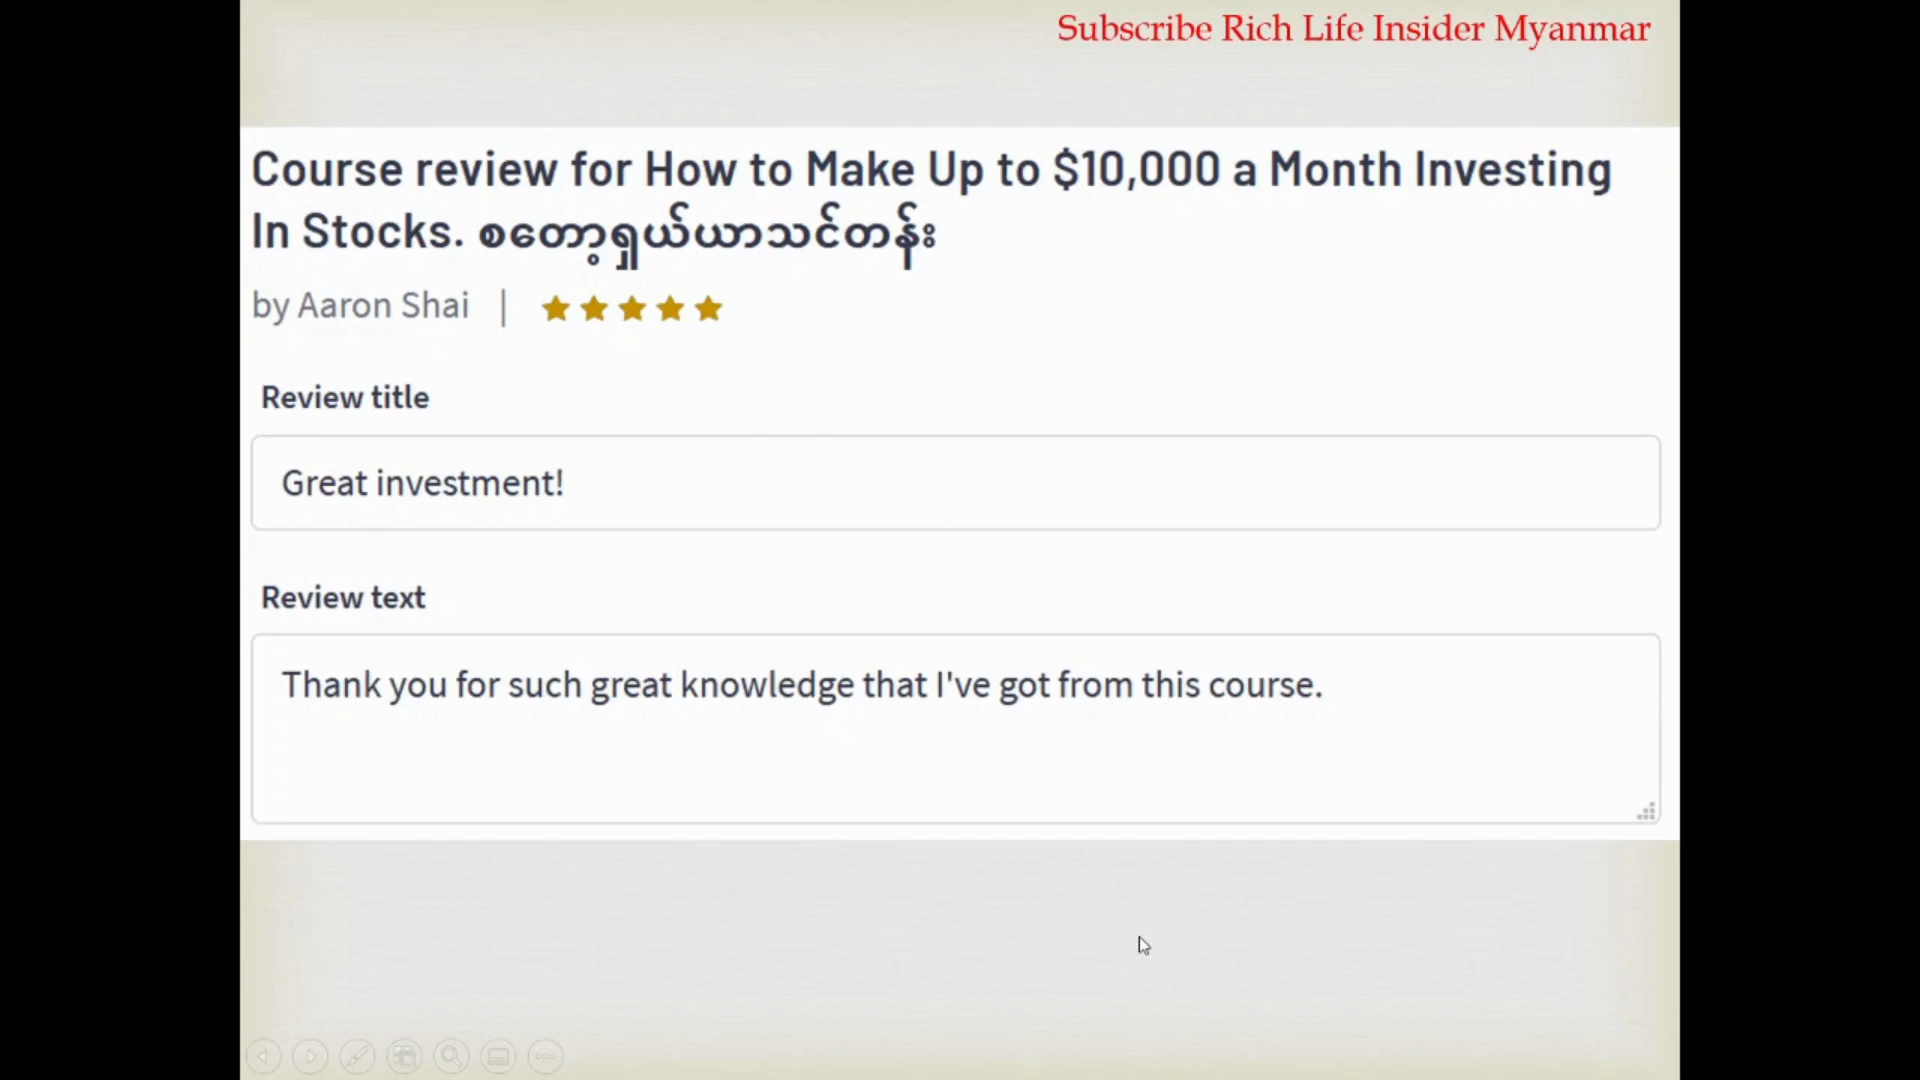 Subscribe Rich Life Insider Myanmar
Course review for How to Make Up to $10,000 a Month Investing
In Stocks. စတော့ရှယ်ယာသင်တန်း
by Aaron Shai |
Review title
Great investment!
Review text
Thank you for such great knowledge that I've got from this course.